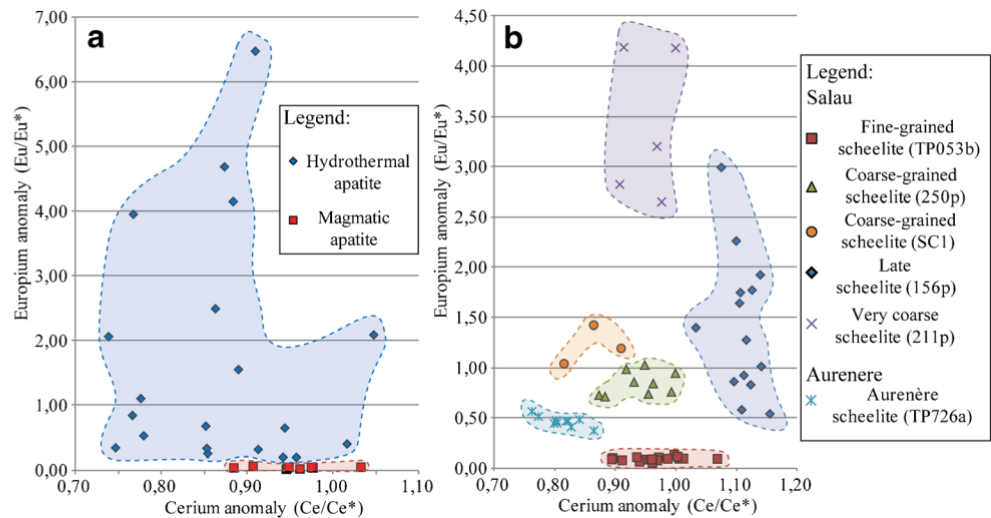 a
7,00
6,00
5,00
4,00
3,00
2,00
1,00
0,00
0,70
0,80
0,90
1,00
1,10
Europium anomaly (Eu/Eu*)
Cerium anomaly (Ce/Ce*)
Legend:
Hydrothermal
apatite
Magmatic
apatite
b
4,50
4,00
3,50
3,00
2,50
2,00
1,50
1,00
0,50
0,00
0,70
0,80
0,90
1,00
1,10
1,20
Europium anomaly (Eu/Eu*)
Cerium anomaly (Ce/Ce*)
Legend:
Salau
Fine-grained
scheelite (TP053b)
Coarse-grained
scheelite (250p)
Coarse-grained
scheelite (SC1)
Late
scheelite (156p)
Very coarse
scheelite (211p)
Aurenere
Aurenère
scheelite (TP726a)